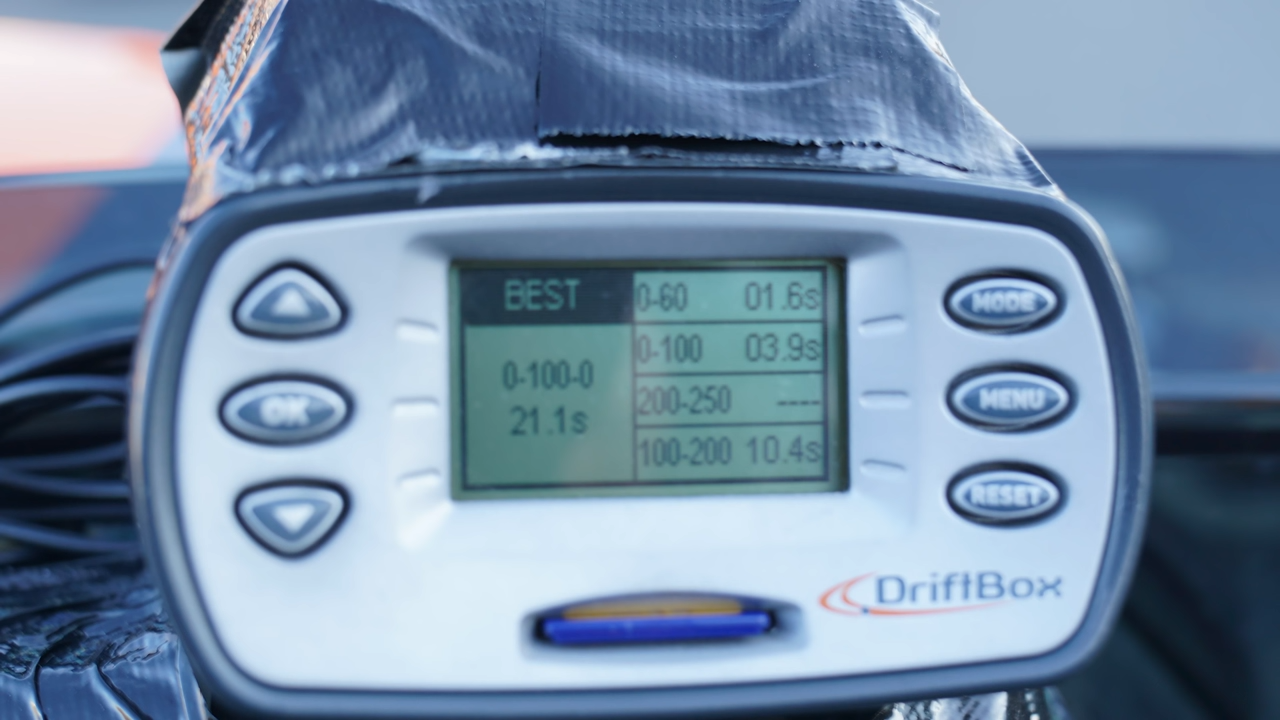 BEST
0-100-0
21.1s
0-60 01.6s
0-100 03.9s
200-250 ----
100-200 10.4s
OK
MODE
MENU
RESET
DriftBox